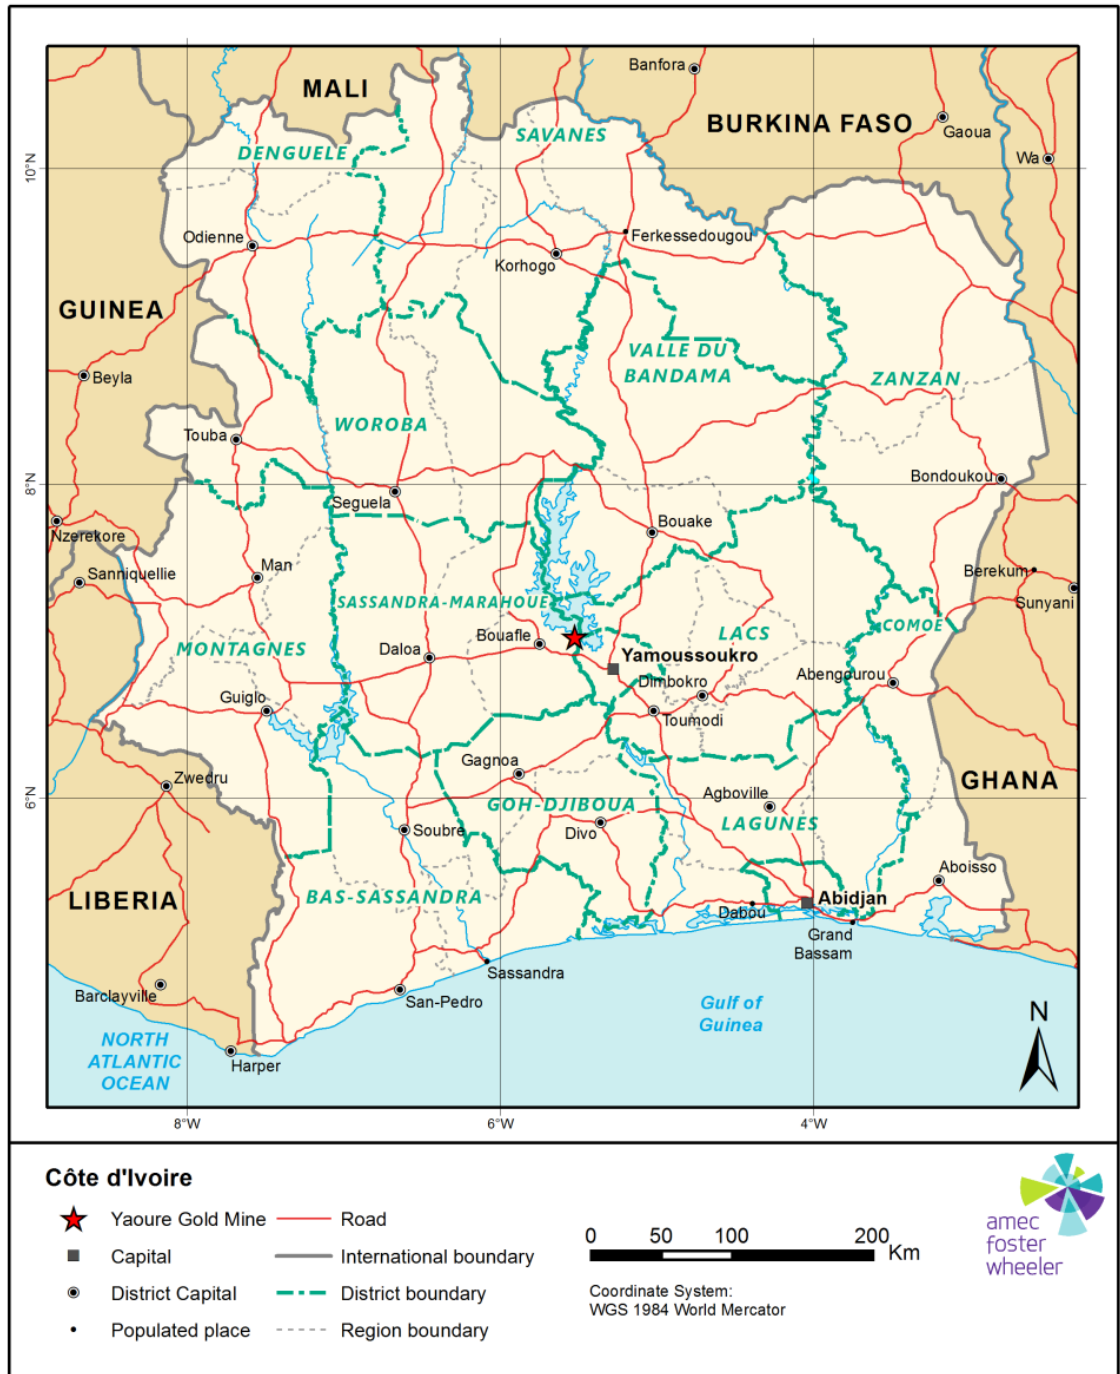 MALI
Banfora
BURKINA FASO
Gaoua
Wa
SAVANES
DENGUELE
10°N
10°N
Odienne
Ferkessedougou
Korhogo
GUINEA
Beyla
VALLE DU
BANDAMA
ZANZAN
WOROBA
Touba
8°N
Seguela
Bondoukou
Bouake
Nzerekore
Sanniquellie
Man
Berekum
Sunyani
SASSANDRA-MARAHOUE
COMOE
LACS
Bouafle
MONTAGNES
Daloa
Yamoussoukro
Dimbokro
Abengourou
Guiglo
Toumodi
Gagnoa
Zwedru
GHANA
6°N
GOH-DJIBOUA
Agboville
LAGUNES
Soubre
Divo
Aboisso
LIBERIA
BAS-SASSANDRA
Abidjan
Dabou
Grand
Bassam
Sassandra
Barclayville
San-Pedro
Gulf of
Guinea
NORTH
ATLANTIC
OCEAN
Harper
N
8°W
6°W
4°W
Côte d'Ivoire
Yaoure Gold Mine
Road
Capital
International boundary
District Capital
District boundary
Populated place
Region boundary
0 50 100 200
Km
Coordinate System:
WGS 1984 World Mercator
amec
foster
wheeler